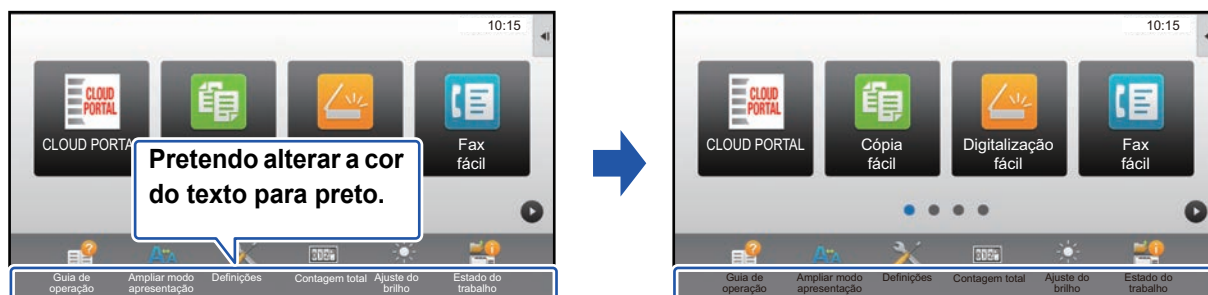 10:15
CLOUD
PORTAL
CLOUD PORTA
Fax
fácil
Pretendo alterar a cor
do texto para preto.
Guia de
operação
Ampliar modo
apresentação
Definições
Contagem total
Ajuste do
brilho
Estado do
trabalho
10:15
CLOUD
PORTAL
CLOUD PORTAL
Cópia
fácil
Digitalização
fácil
Fax
fácil
Guia de
operação
Ampliar modo
apresentação
Definições
Contagem total
Ajuste do
brilho
Estado do
trabalho